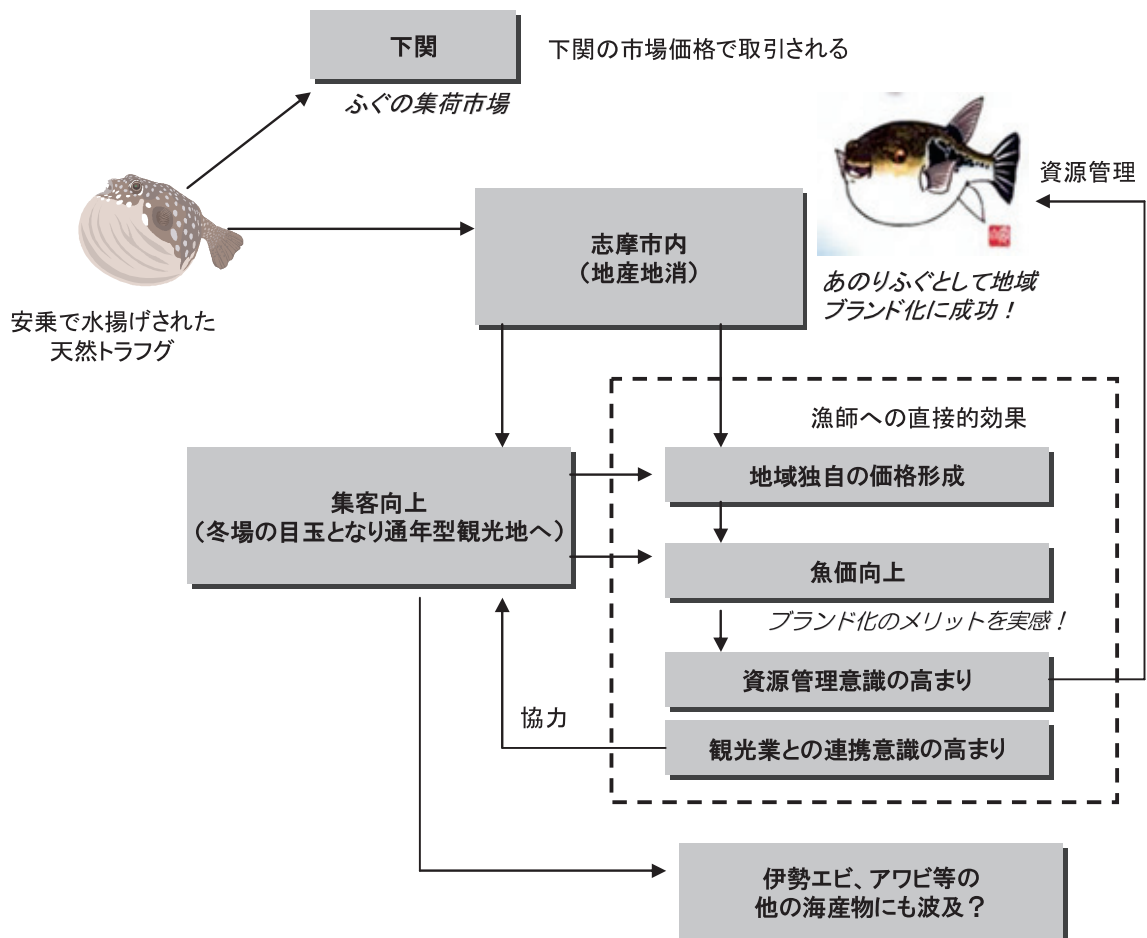 下関
下関の市場価格で取引される
ふぐの集荷市場
資源管理
志摩市内
(地産地消)
あのりふぐとして地域
ブランド化に成功!
安乗で水揚げされた
天然トラフグ
漁師への直接的効果
集客向上
(冬場の目玉となり通年型観光地へ)
地域独自の価格形成
魚価向上
ブランド化のメリットを実感!
資源管理意識の高まり
協力
観光業との連携意識の高まり
伊勢エビ、アワビ等の
他の海産物にも波及?